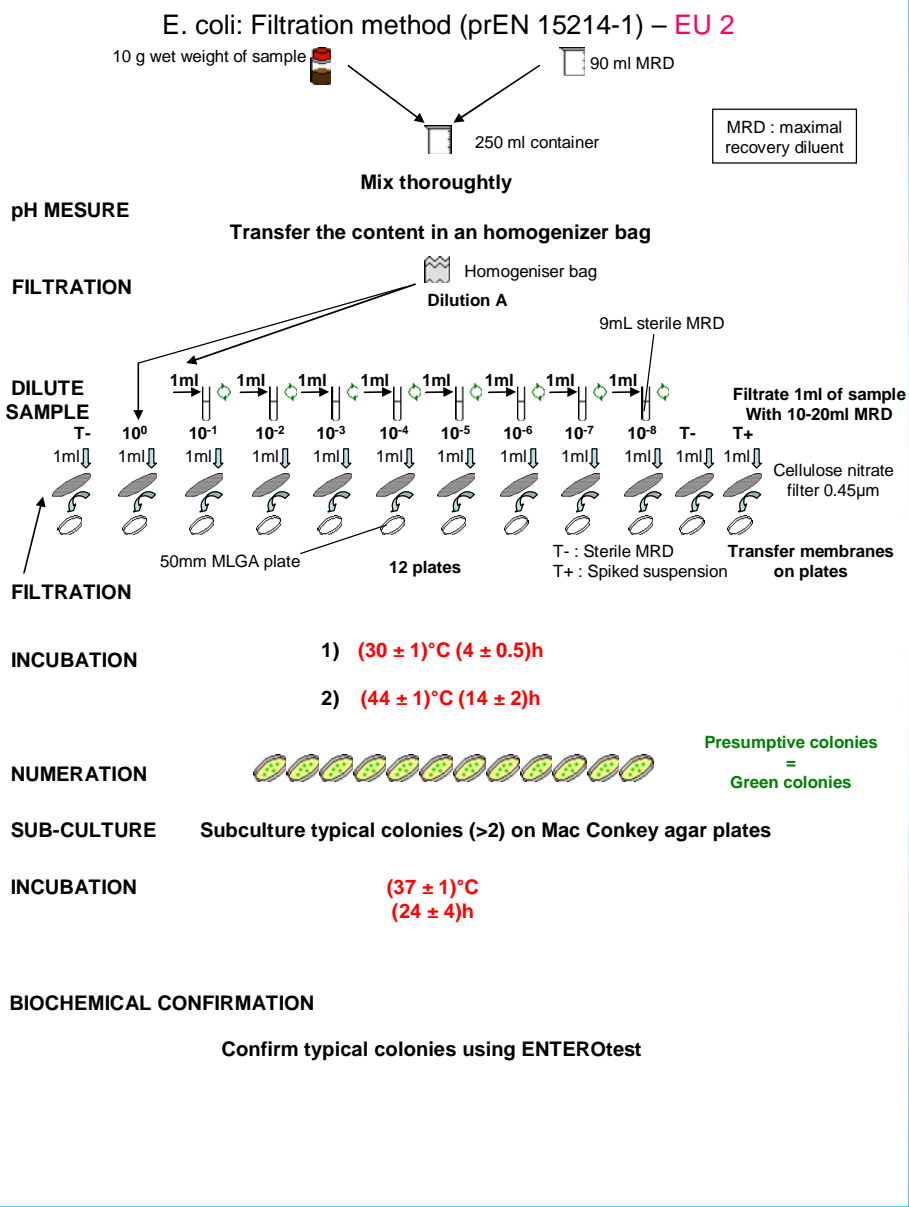 E. coli: Filtration method (prEN 15214-1) – EU 2
10 g wet weight of sample
90 ml MRD
MRD : maximal
recovery diluent
250 ml container
Mix thoroughtly
pH MESURE
Transfer the content in an homogenizer bag
Homogeniser bag
FILTRATION
Dilution A
9mL sterile MRD
1ml 1ml 1ml 1ml 1ml 1ml 1ml 1ml
DILUTE
SAMPLE
Filtrate 1ml of sample
With 10-20ml MRD
T- 10⁰ 10⁻¹ 10⁻² 10⁻³ 10⁻⁴ 10⁻⁵ 10⁻⁶ 10⁻⁷ 10⁻⁸ T- T+
1ml 1ml 1ml 1ml 1ml 1ml 1ml 1ml 1ml 1ml 1ml 1ml
Cellulose nitrate
filter 0.45µm
50mm MLGA plate
12 plates
T- : Sterile MRD
T+ : Spiked suspension
Transfer membranes
on plates
FILTRATION
INCUBATION
1) (30 ± 1)°C (4 ± 0.5)h
2) (44 ± 1)°C (14 ± 2)h
Presumptive colonies
=
Green colonies
NUMERATION
SUB-CULTURE Subculture typical colonies (>2) on Mac Conkey agar plates
INCUBATION
(37 ± 1)°C
(24 ± 4)h
BIOCHEMICAL CONFIRMATION
Confirm typical colonies using ENTEROtest